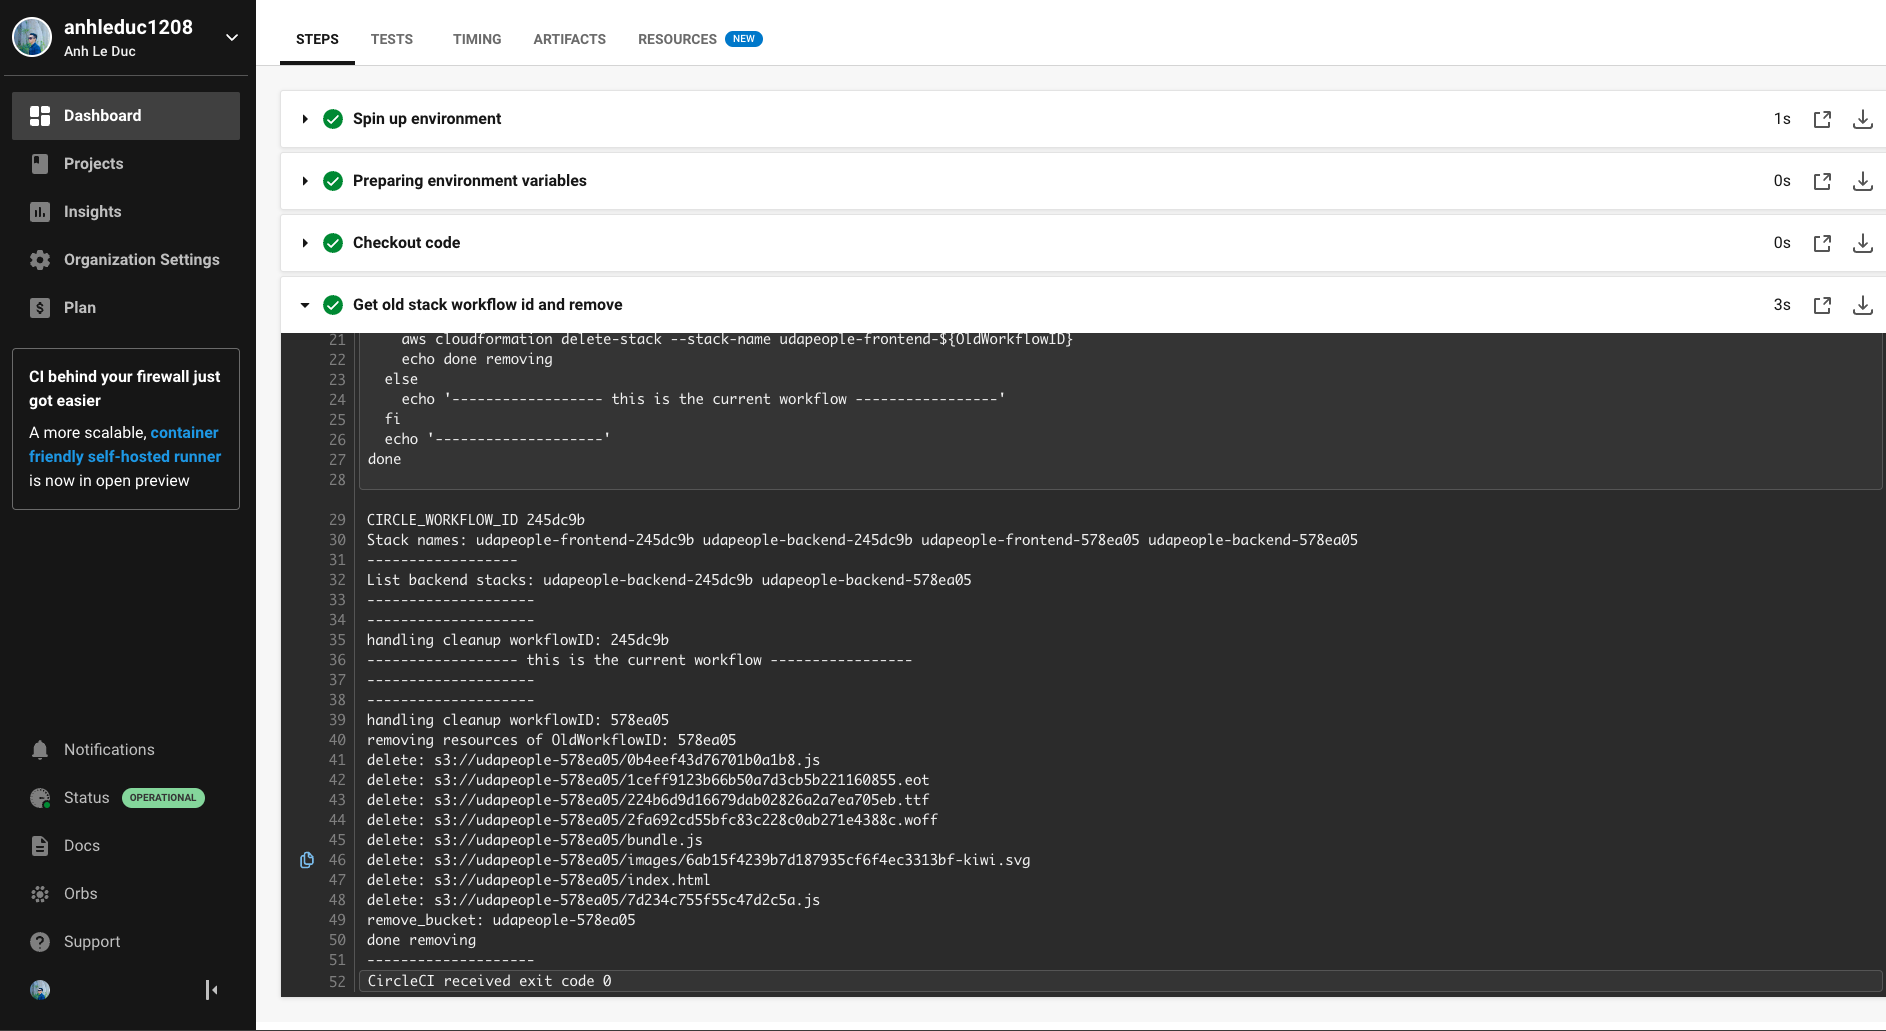 anhleduc1208
Anh Le Duc
Dashboard
Projects
Insights
Organization Settings
Plan
CI behind your firewall just
got easier
A more scalable, container
friendly self-hosted runner
is now in open preview
Notifications
Status OPERATIONAL
Docs
Orbs
Support
STEPS TESTS TIMING ARTIFACTS RESOURCES NEW
Spin up environment 1s
Preparing environment variables 0s
Checkout code 0s
Get old stack workflow id and remove 3s
21 aws cloudformation delete-stack --stack-name udapeople-frontend-${OldWorkflowID}
22 echo done removing
23 else
24 echo '------------------ this is the current workflow -----------------'
25 fi
26 echo '--------------------'
27 done
28
29 CIRCLE_WORKFLOW_ID 245dc9b
30 Stack names: udapeople-frontend-245dc9b udapeople-backend-245dc9b udapeople-frontend-578ea05 udapeople-backend-578ea05
31 ------------------
32 List backend stacks: udapeople-backend-245dc9b udapeople-backend-578ea05
33 --------------------
34 --------------------
35 handling cleanup workflowID: 245dc9b
36 ------------------ this is the current workflow -----------------
37 --------------------
38 --------------------
39 handling cleanup workflowID: 578ea05
40 removing resources of OldWorkflowID: 578ea05
41 delete: s3://udapeople-578ea05/0b4eef43d76701b0a1b8.js
42 delete: s3://udapeople-578ea05/1ceff9123b66b50a7d3cb5b221160855.eot
43 delete: s3://udapeople-578ea05/224b6d9d16679dab02826a2a7ea705eb.ttf
44 delete: s3://udapeople-578ea05/2fa692cd55bfc83c228c0ab271e4388c.woff
45 delete: s3://udapeople-578ea05/bundle.js
46 delete: s3://udapeople-578ea05/images/6ab15f4239b7d187935cf6f4ec3313bf-kiwi.svg
47 delete: s3://udapeople-578ea05/index.html
48 delete: s3://udapeople-578ea05/7d234c755f55c47d2c5a.js
49 remove_bucket: udapeople-578ea05
50 done removing
51 --------------------
52 CircleCI received exit code 0